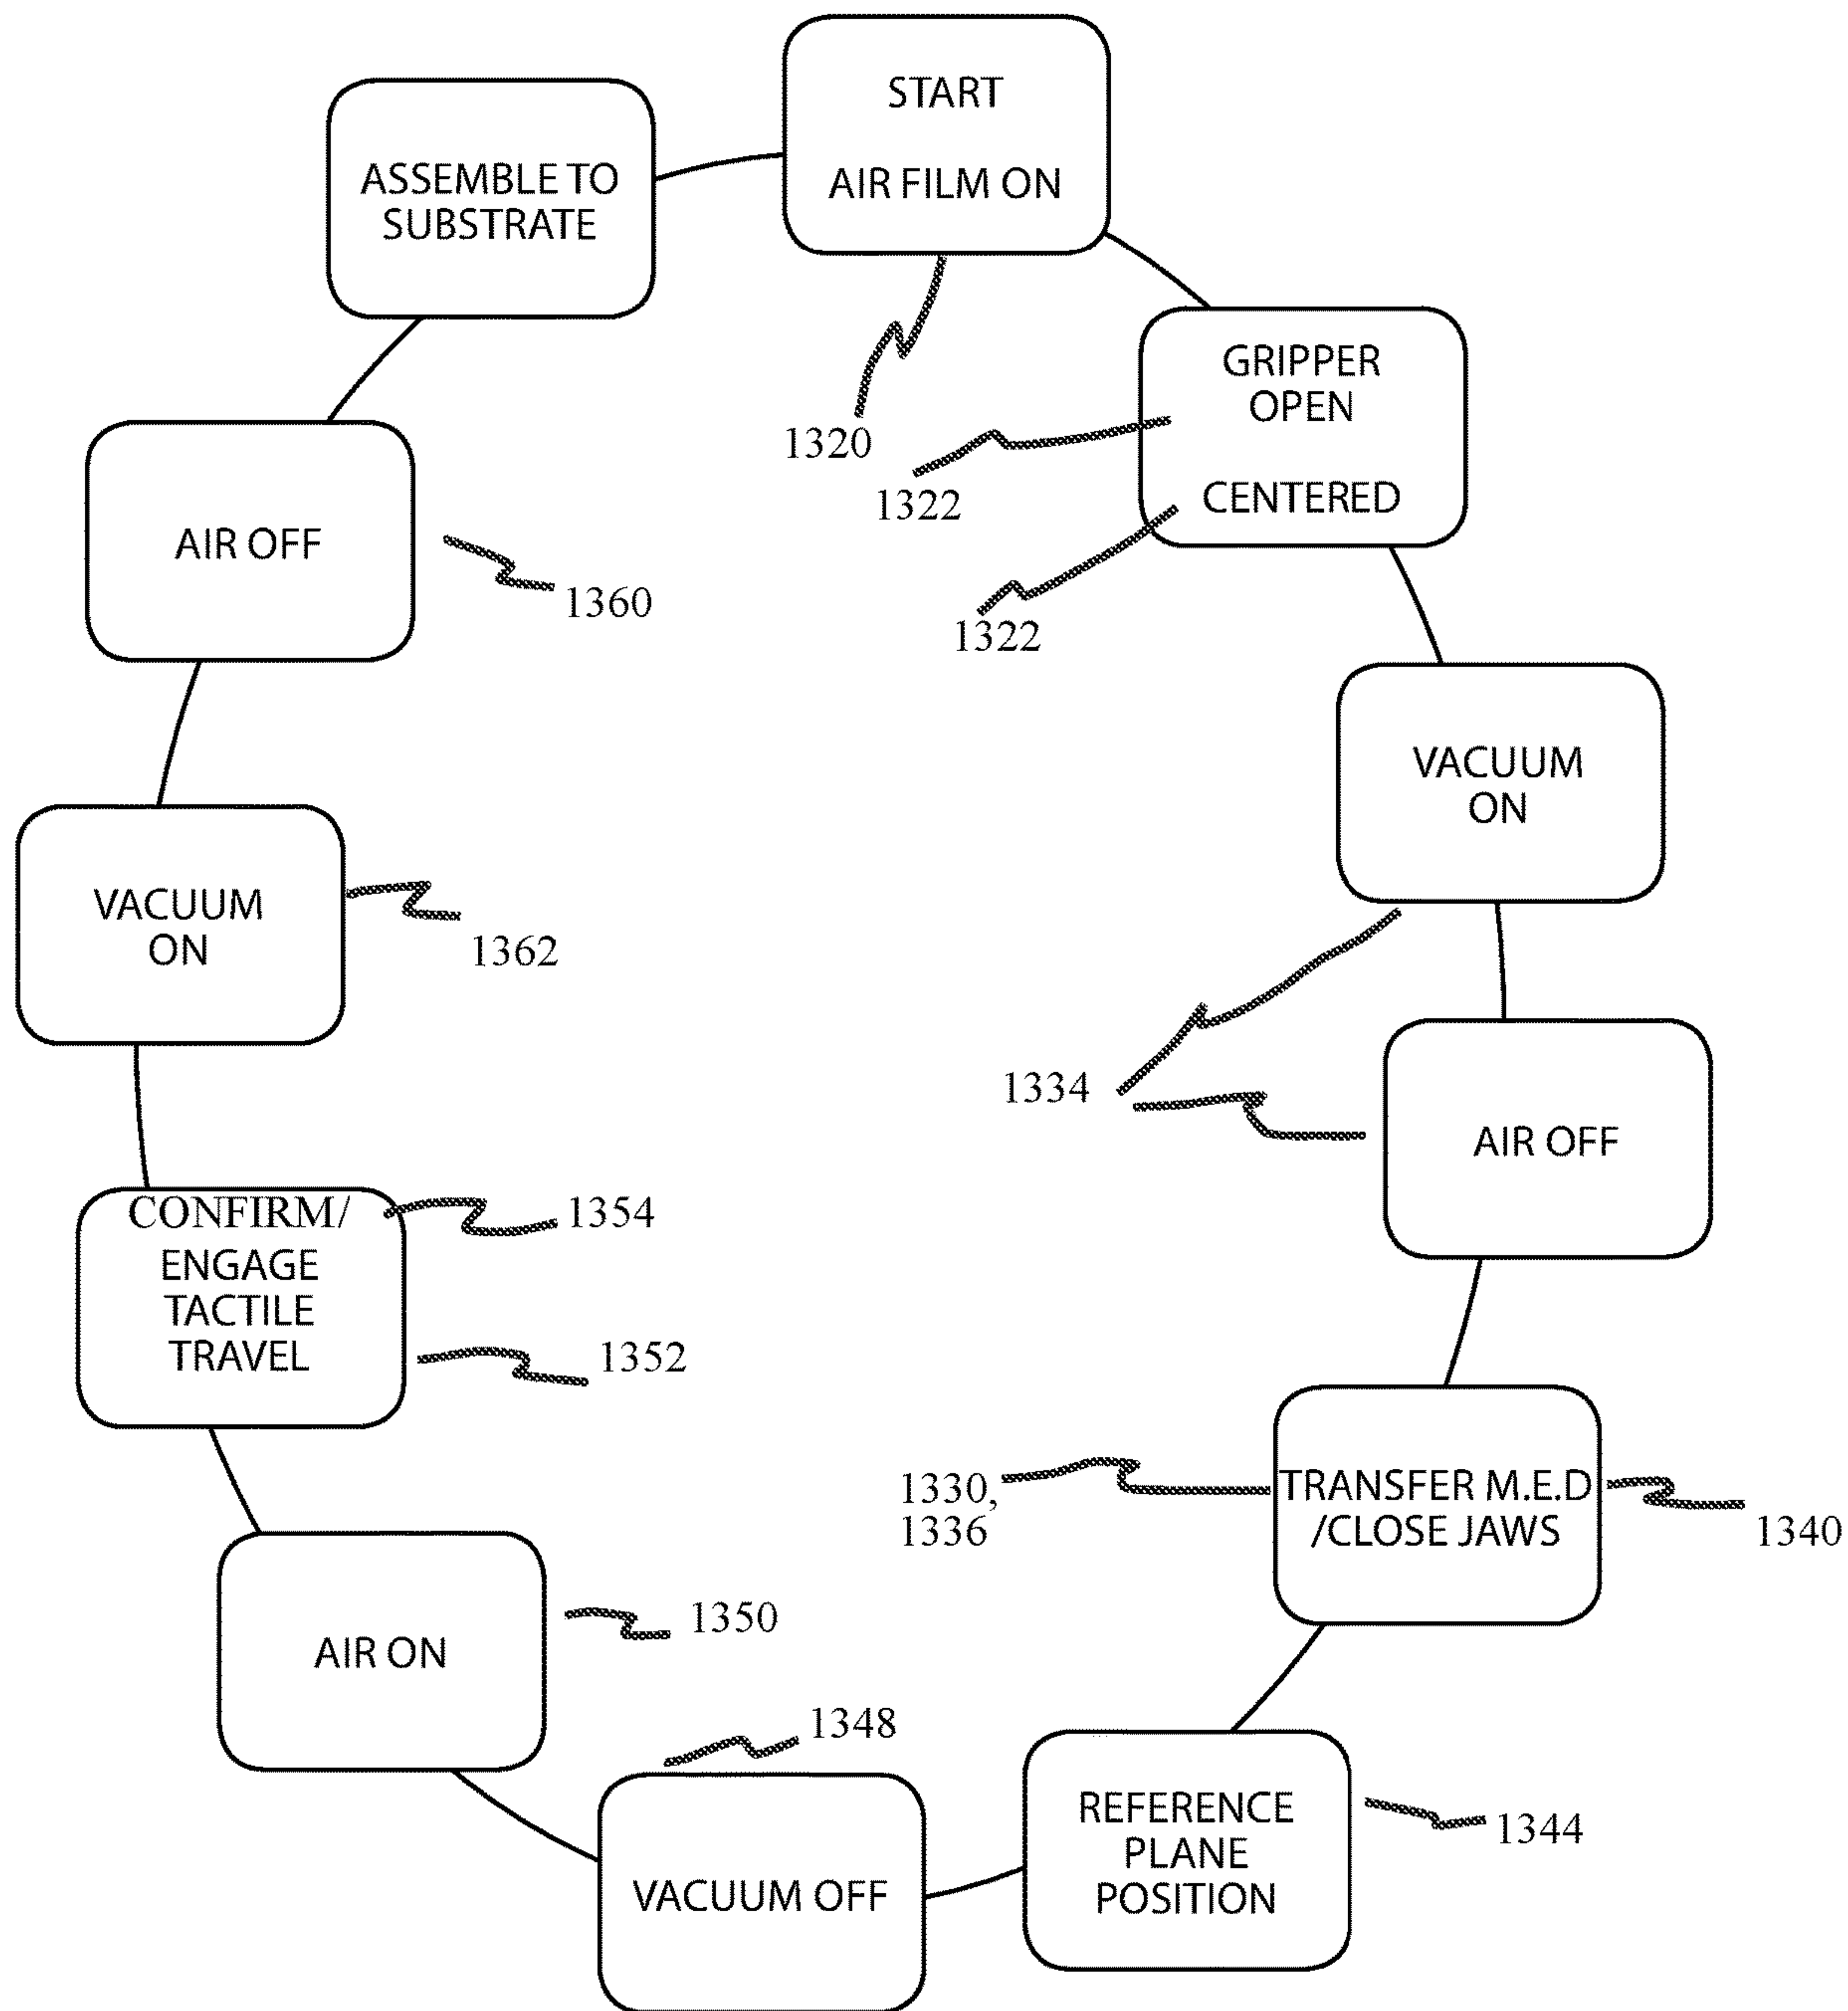 START
AIR FILM ON
1320
GRIPPER
OPEN
CENTERED
1322
1322
VACUUM
ON
1334
AIR OFF
TRANSFER M.E.D
/CLOSE JAWS
1330,
1336
1340
REFERENCE
PLANE
POSITION
1344
VACUUM OFF
1348
AIR ON
1350
CONFIRM/
ENGAGE
TACTILE
TRAVEL
1354
1352
VACUUM
ON
1362
AIR OFF
1360
ASSEMBLE TO
SUBSTRATE